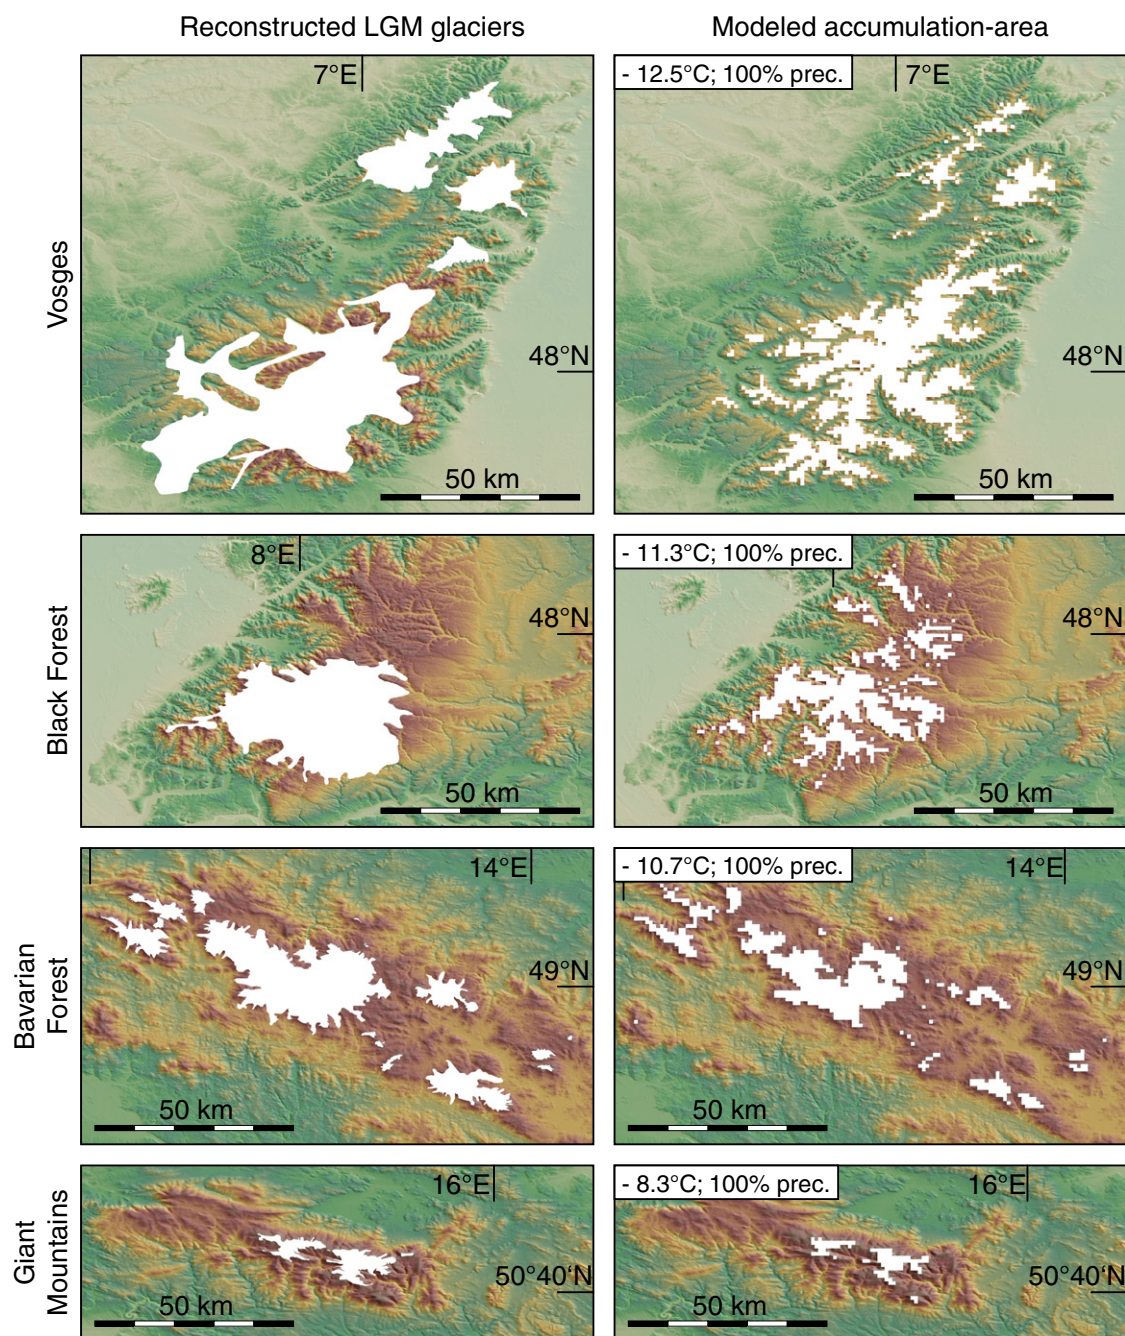 Reconstructed LGM glaciers
Modeled accumulation-area
Vosges
7°E
48°N
50 km
- 12.5°C; 100% prec.
7°E
48°N
50 km
Black Forest
8°E
48°N
50 km
- 11.3°C; 100% prec.
48°N
50 km
Bavarian
Forest
14°E
49°N
50 km
- 10.7°C; 100% prec.
14°E
49°N
50 km
Giant
Mountains
16°E
50°40‘N
50 km
- 8.3°C; 100% prec.
16°E
50°40‘N
50 km